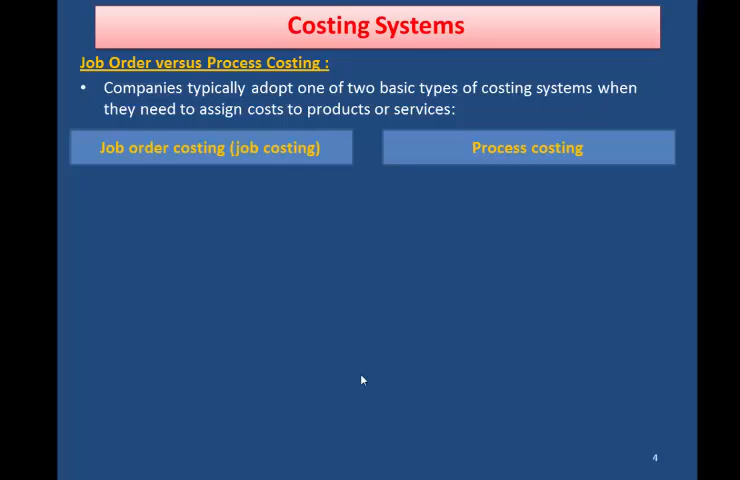 Costing Systems
Job Order versus Process Costing :
• Companies typically adopt one of two basic types of costing systems when
they need to assign costs to products or services:
Job order costing (job costing)
Process costing
4